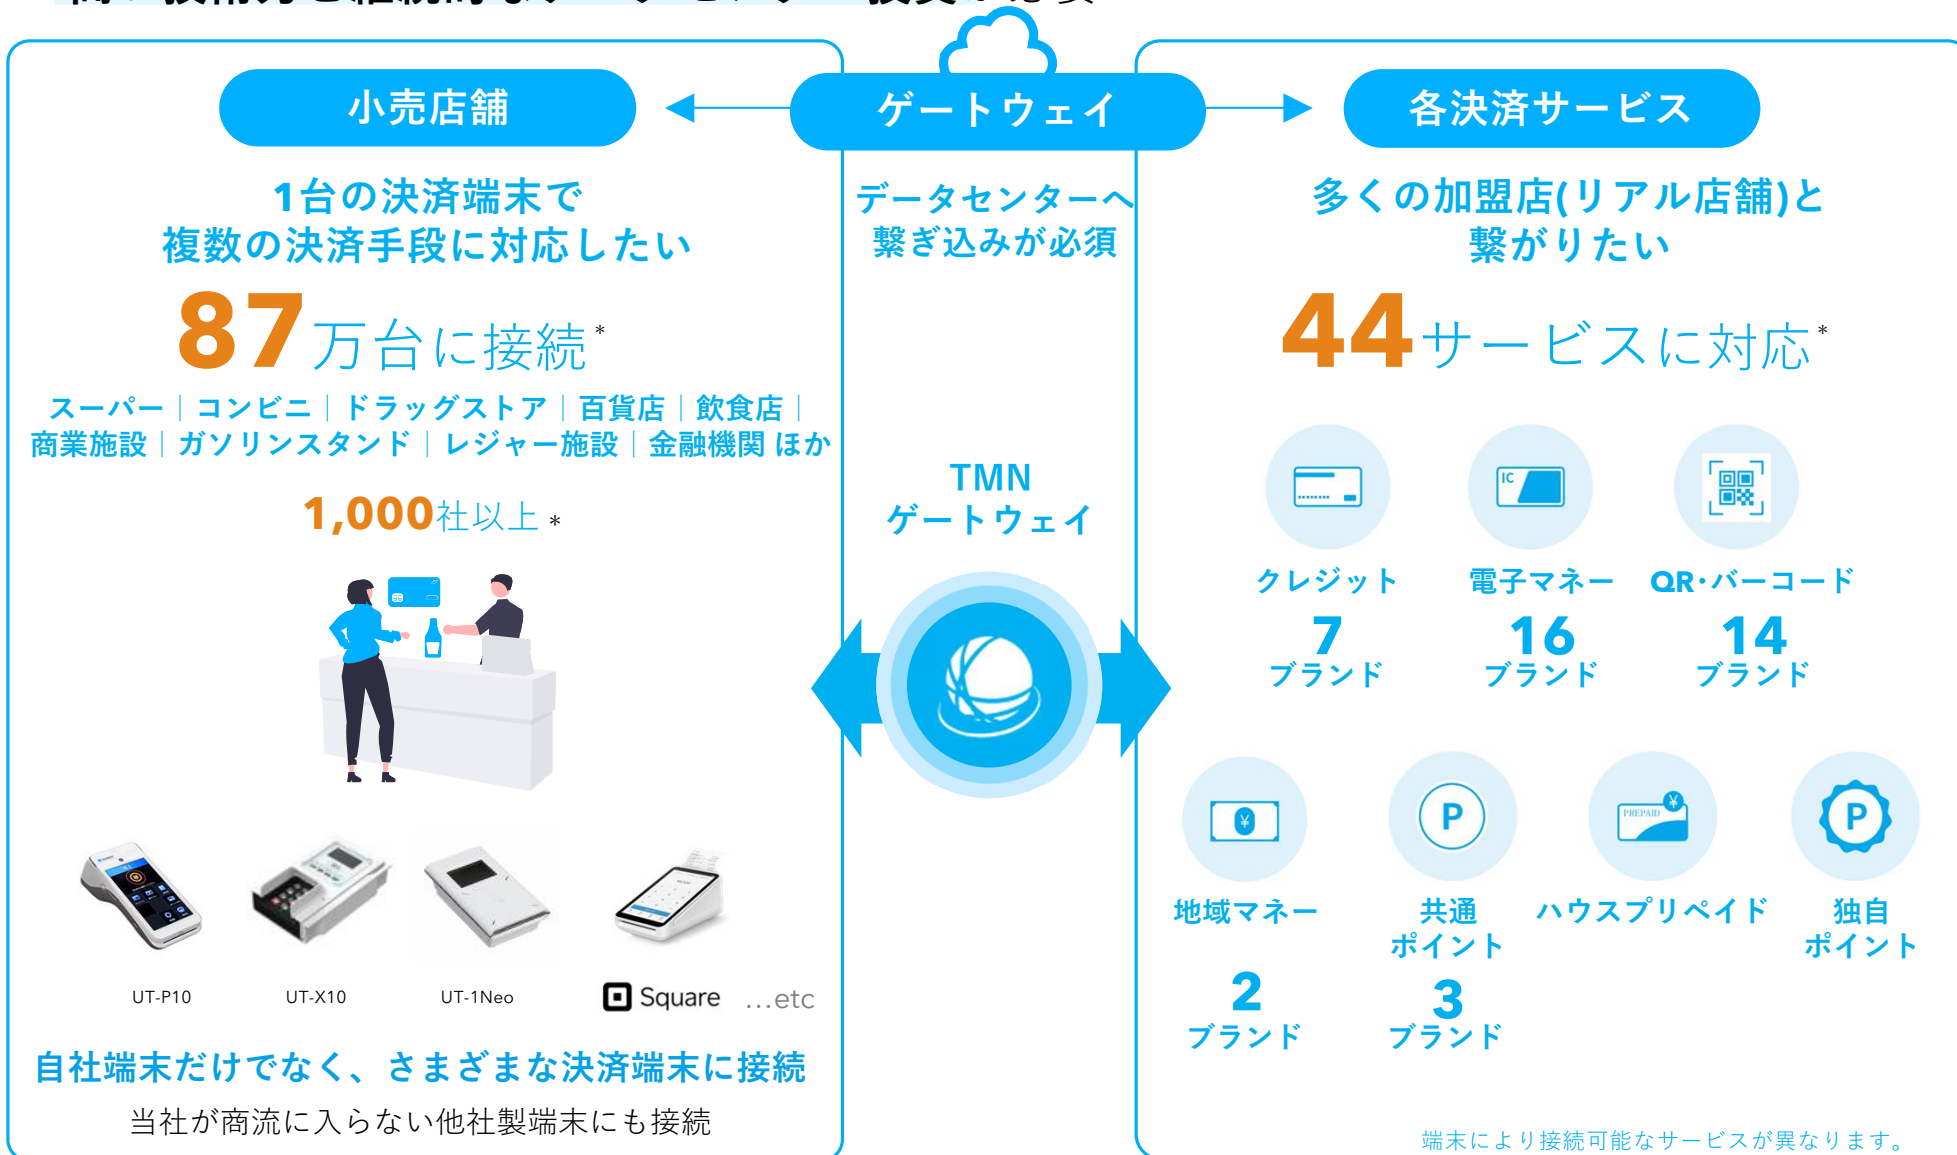 小売店舗
ゲートウェイ
各決済サービス
1台の決済端末で
複数の決済手段に対応したい
87万台に接続*
スーパー｜コンビニ｜ドラッグストア｜百貨店｜飲食店｜
商業施設｜ガソリンスタンド｜レジャー施設｜金融機関 ほか
1,000社以上*
UT-P10
UT-X10
UT-1Neo
Square
...etc
自社端末だけでなく、さまざまな決済端末に接続
当社が商流に入らない他社製端末にも接続
データセンターへ
繋ぎ込みが必須
TMN
ゲートウェイ
多くの加盟店(リアル店舗)と
繋がりたい
44サービスに対応*
IC
クレジット
7
ブランド
電子マネー
16
ブランド
QR・バーコード
14
ブランド
¥
P
PREPAID
¥
P
地域マネー
2
ブランド
共通
ポイント
3
ブランド
ハウスプリペイド
独自
ポイント
端末により接続可能なサービスが異なります。